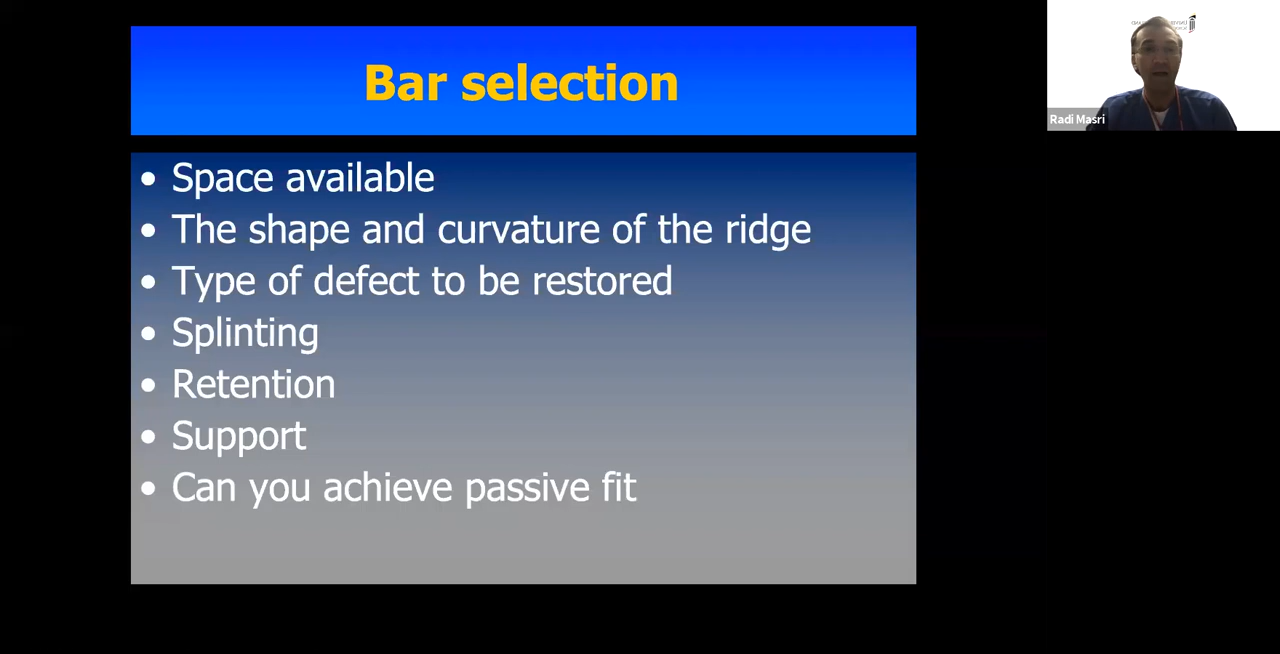 Bar selection
• Space available
• The shape and curvature of the ridge
• Type of defect to be restored
• Splinting
• Retention
• Support
• Can you achieve passive fit
Radi Masri